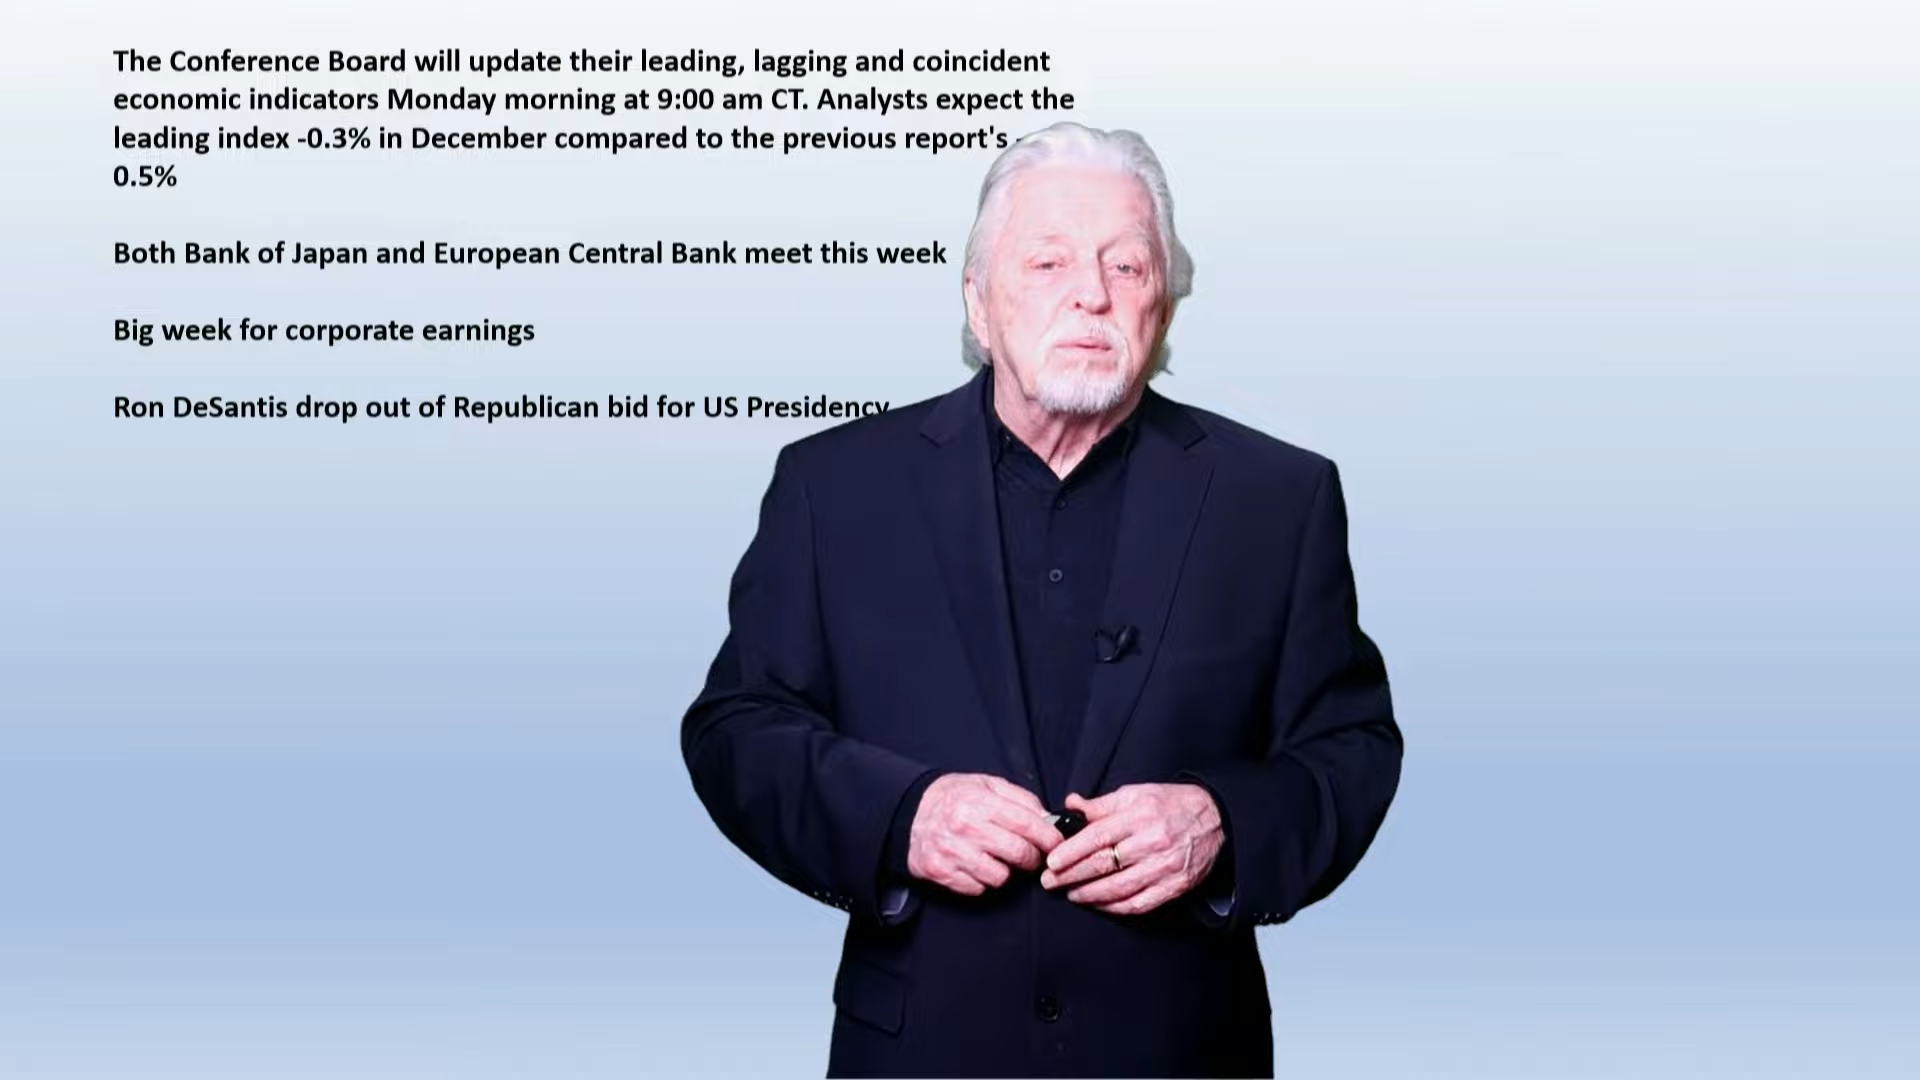 The Conference Board will update their leading, lagging and coincident
economic indicators Monday morning at 9:00 am CT. Analysts expect the
leading index -0.3% in December compared to the previous report's -
0.5%
Both Bank of Japan and European Central Bank meet this week
Big week for corporate earnings
Ron DeSantis drop out of Republican bid for US Presidency